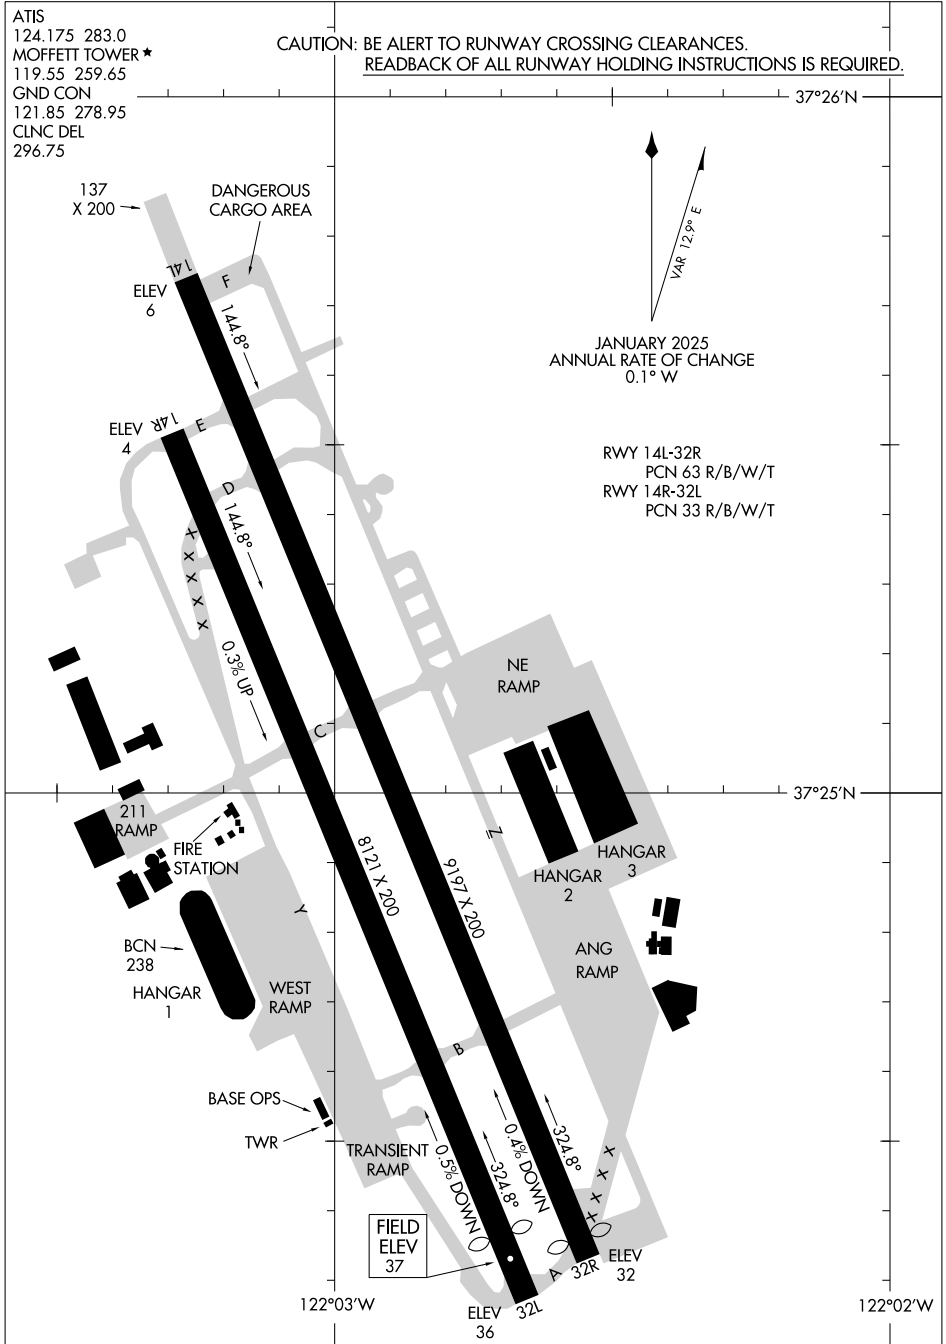 ATIS
124.175 283.0
MOFFETT TOWER★
119.55 259.65
GND CON
121.85 278.95
CLNC DEL
296.75
CAUTION: BE ALERT TO RUNWAY CROSSING CLEARANCES.
READBACK OF ALL RUNWAY HOLDING INSTRUCTIONS IS REQUIRED.
37°26'N
137
X 200
DANGEROUS
CARGO AREA
VAR 12.9° E
14L
F
ELEV
6
144.8°
JANUARY 2025
ANNUAL RATE OF CHANGE
0.1° W
14R
E
ELEV
4
RWY 14L-32R
PCN 63 R/B/W/T
RWY 14R-32L
PCN 33 R/B/W/T
D
144.8°
X X X X X
0.3% UP
NE
RAMP
C
37°25'N
211
RAMP
FIRE
STATION
8121 X 200
9197 X 200
Z
HANGAR
3
HANGAR
2
Y
BCN
238
HANGAR
1
WEST
RAMP
ANG
RAMP
B
BASE OPS
TWR
TRANSIENT
RAMP
0.5% DOWN
324.8°
0.4% DOWN
324.8°
X X X X
FIELD
ELEV
37
A
32R
ELEV
32
32L
ELEV
36
122°03'W
122°02'W